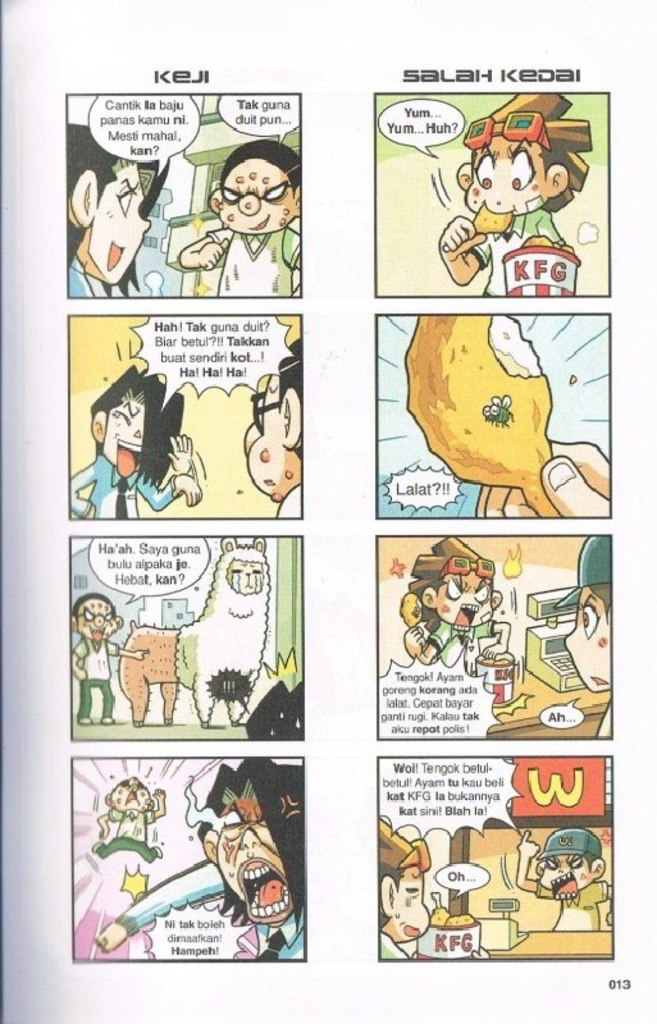 KEJI
Cantik la baju
panas kamu ni.
Mesti mahal,
kan?
Tak guna
duit pun...
Hah! Tak guna duit?
Biar betul?!! Takkan
buat sendiri kot...!
Ha! Ha! Ha!
Ha'ah. Saya guna
bulu alpaka je.
Hebat, kan?
!!!
Ni tak boleh
dimaafkan!
Hampeh!
SALAH KEDAI
Yum...
Yum...Huh?
KFG
Lalat?!!
Tengok! Ayam
goreng korang ada
lalat. Cepat bayar
ganti rugi. Kalau tak
aku repot polis!
Ah...
Woi! Tengok betul-
betul! Ayam tu kau beli
kat KFG la bukannya
kat sini! Blah la!
W
Oh...
W
KFG
013